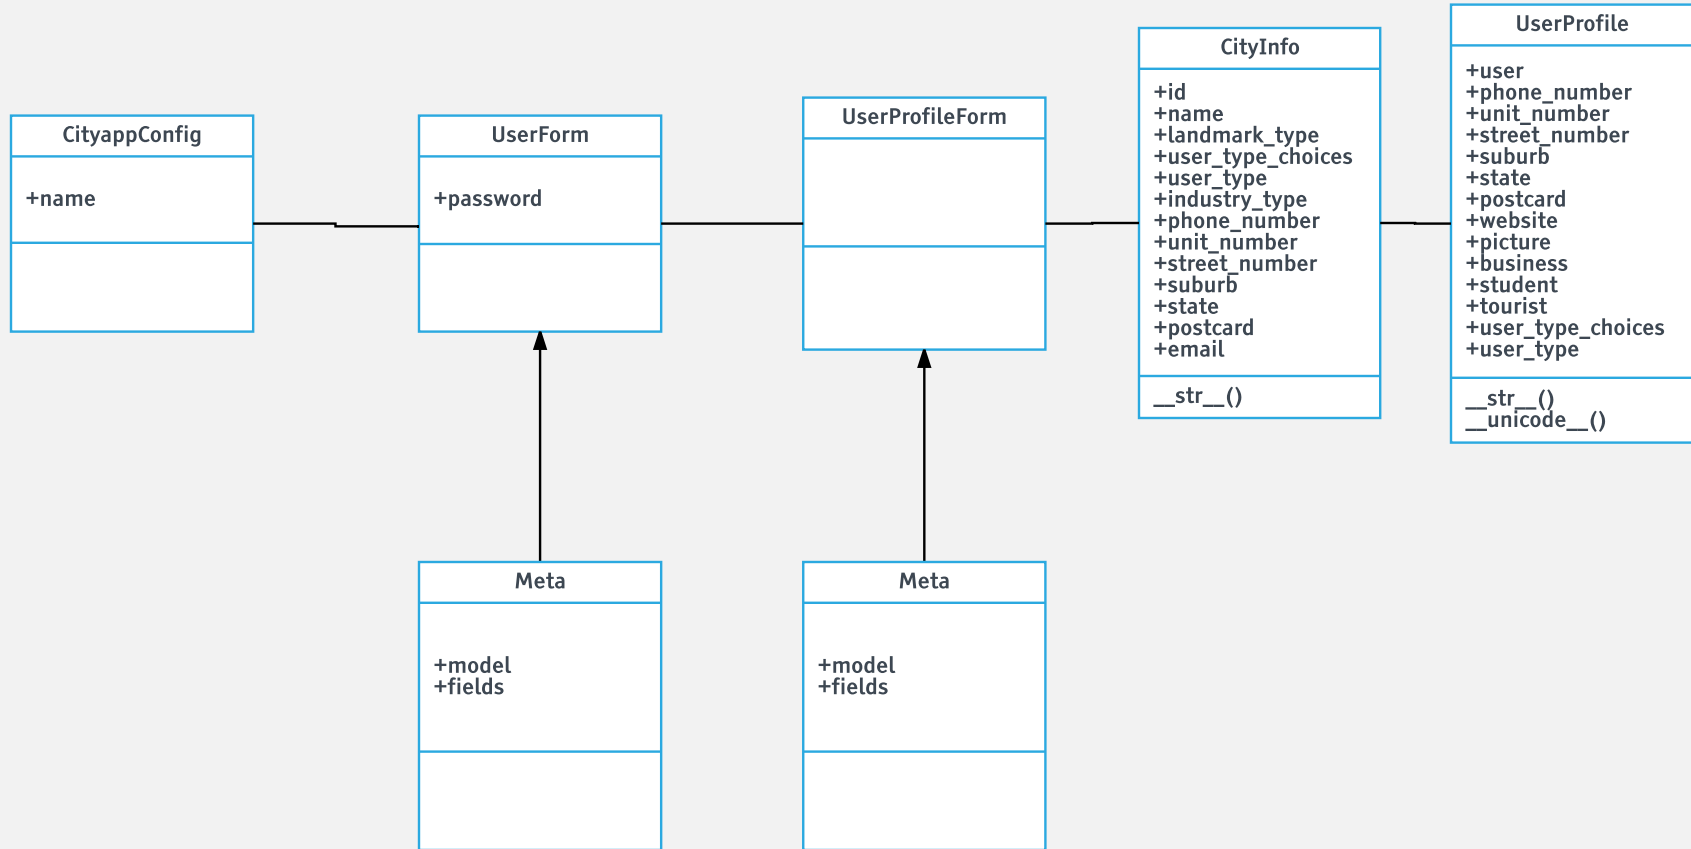 CityappConfig
+name
UserForm
+password
UserProfileForm
CityInfo
+id
+name
+landmark_type
+user_type_choices
+user_type
+industry_type
+phone_number
+unit_number
+street_number
+suburb
+state
+postcard
+email
__str__()
UserProfile
+user
+phone_number
+unit_number
+street_number
+suburb
+state
+postcard
+website
+picture
+business
+student
+tourist
+user_type_choices
+user_type
__str__()
__unicode__()
Meta
+model
+fields
Meta
+model
+fields